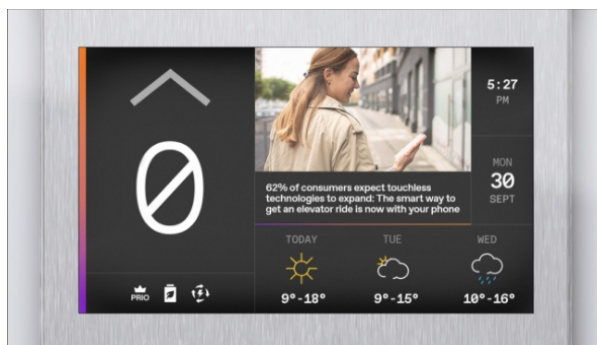 0
PRIO
62% of consumers expect touchless
technologies to expand: The smart way to
get an elevator ride is now with your phone
5:27
PM
MON
30
SEPT
TODAY
TUE
WED
9°-18°
9°-15°
10°-16°